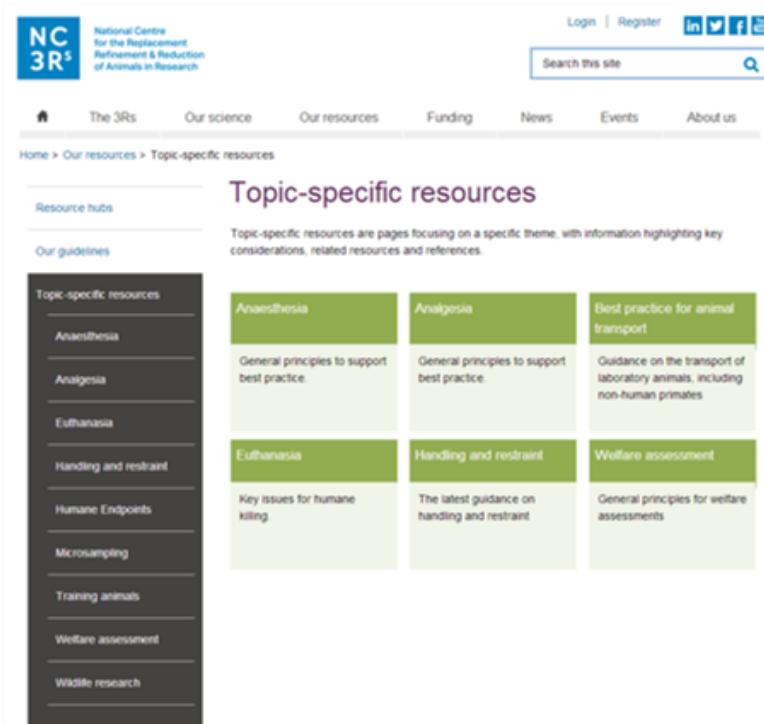 NC
3Rs
National Centre
for the Replacement
Refinement & Reduction
of Animals in Research
Login | Register
in
f
Search this site
The 3Rs
Our science
Our resources
Funding
News
Events
About us
Home > Our resources > Topic-specific resources
Resource hubs
Our guidelines
Topic-specific resources
Anaesthesia
Analgesia
Euthanasia
Handling and restraint
Humane Endpoints
Microsampling
Training animals
Welfare assessment
Wildlife research
Topic-specific resources
Topic-specific resources are pages focusing on a specific theme, with information highlighting key
considerations, related resources and references.
Anaesthesia
General principles to support
best practice.
Analgesia
General principles to support
best practice.
Best practice for animal
transport
Guidance on the transport of
laboratory animals, including
non-human primates
Euthanasia
Key issues for humane
killing.
Handling and restraint
The latest guidance on
handling and restraint
Welfare assessment
General principles for welfare
assessments